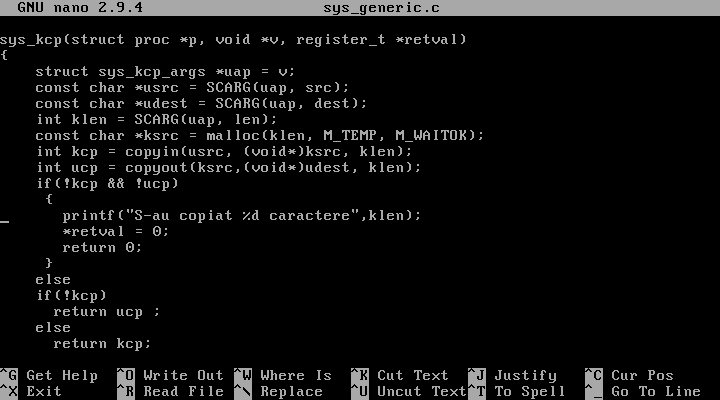 GNU nano 2.9.4 sys_generic.c
sys_kcp(struct proc *p, void *v, register_t *retval)
{
struct sys_kcp_args *uap = v;
const char *usrc = SCARG(uap, src);
const char *udest = SCARG(uap, dest);
int klen = SCARG(uap, len);
const char *ksrc = malloc(klen, M_TEMP, M_WAITOK);
int kcp = copyin(usrc, (void*)ksrc, klen);
int ucp = copyout(ksrc,(void*)udest, klen);
if(!kcp && !ucp)
{
printf("S-au copiat %d caractere",klen);
*retval = 0;
return 0;
}
else
if(!kcp)
return ucp ;
else
return kcp;
^G Get Help ^O Write Out ^W Where Is ^K Cut Text ^J Justify ^C Cur Pos
^X Exit ^R Read File ^\ Replace ^U Uncut Text ^T To Spell ^_ Go To Line